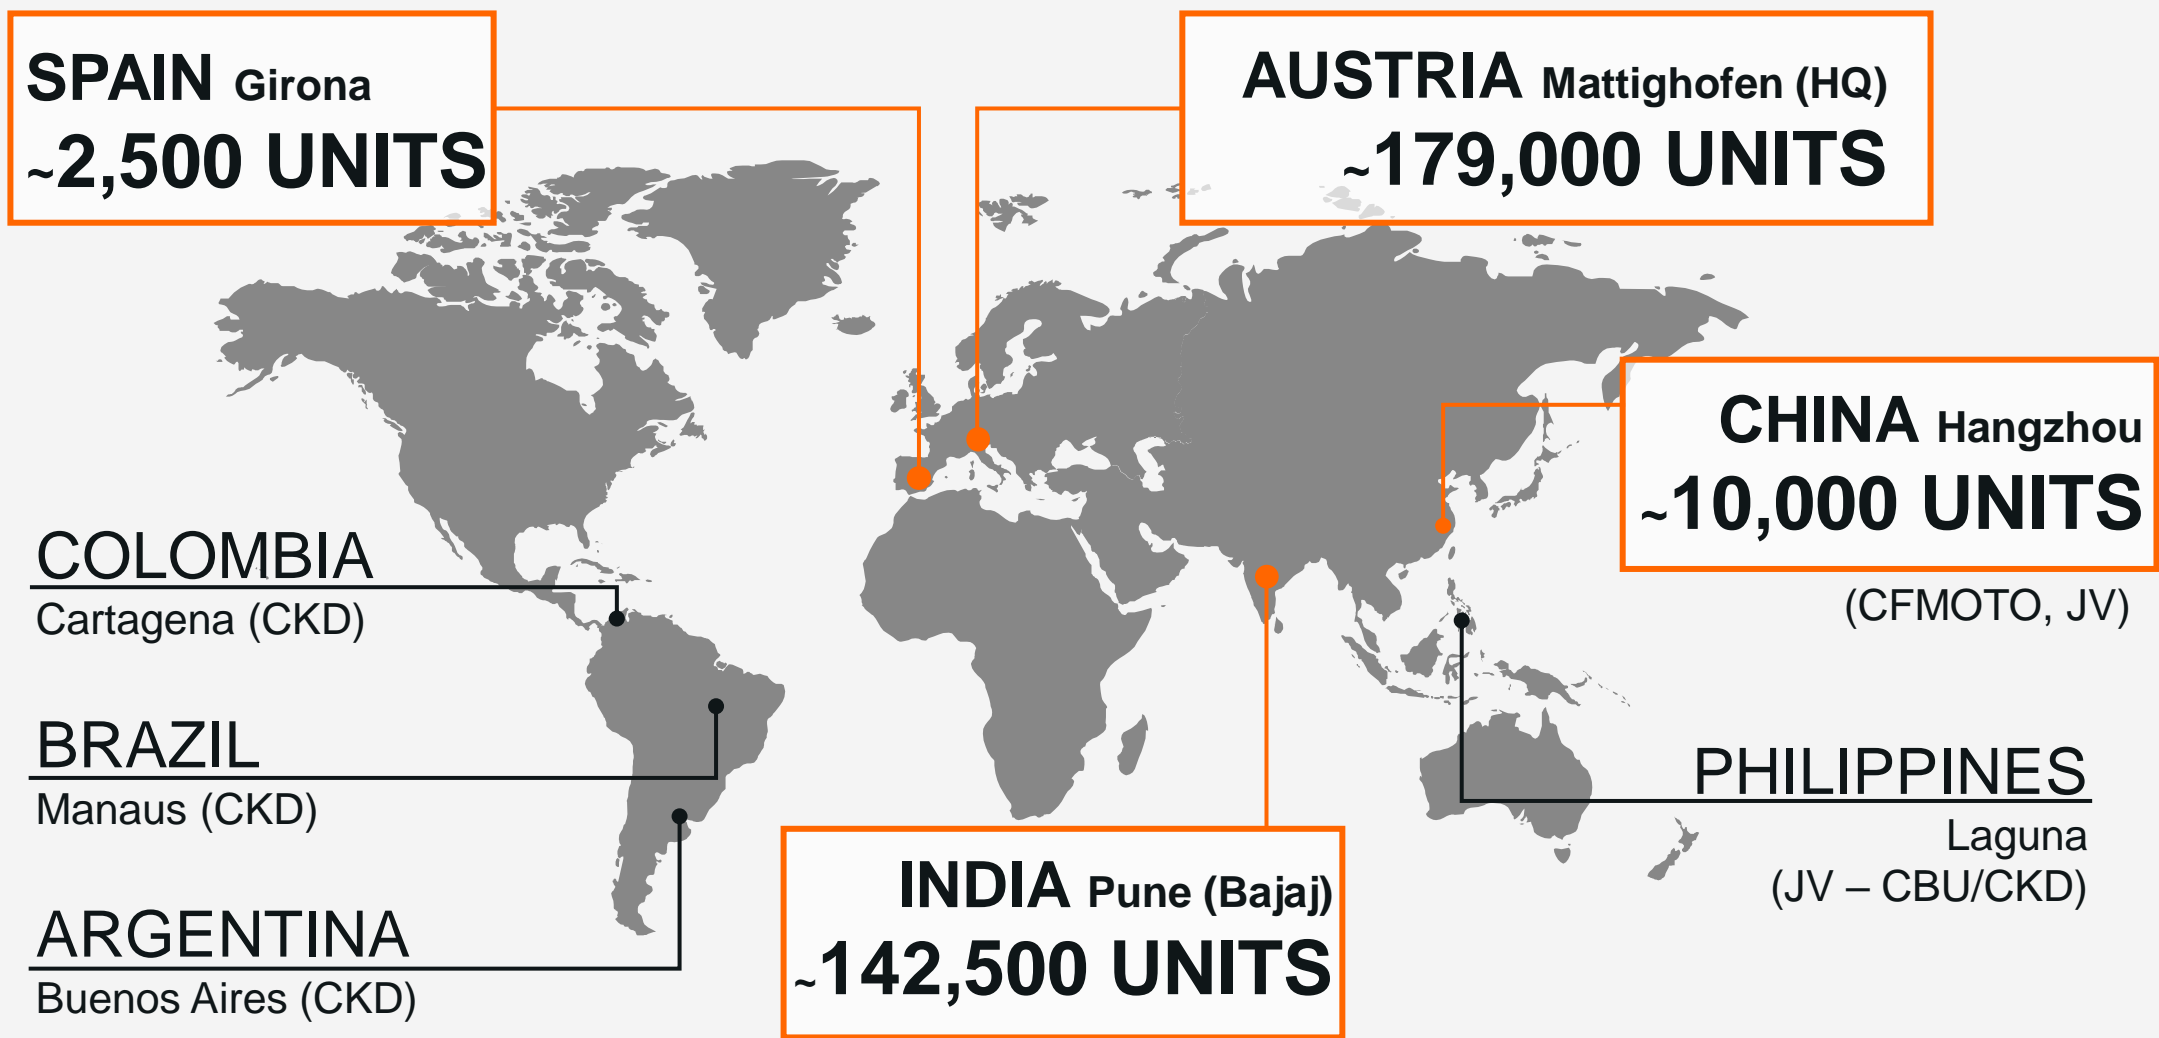 SPAIN Girona
~2,500 UNITS
AUSTRIA Mattighofen (HQ)
~179,000 UNITS
CHINA Hangzhou
~10,000 UNITS
(CFMOTO, JV)
COLOMBIA
Cartagena (CKD)
BRAZIL
Manaus (CKD)
ARGENTINA
Buenos Aires (CKD)
INDIA Pune (Bajaj)
~142,500 UNITS
PHILIPPINES
Laguna
(JV – CBU/CKD)